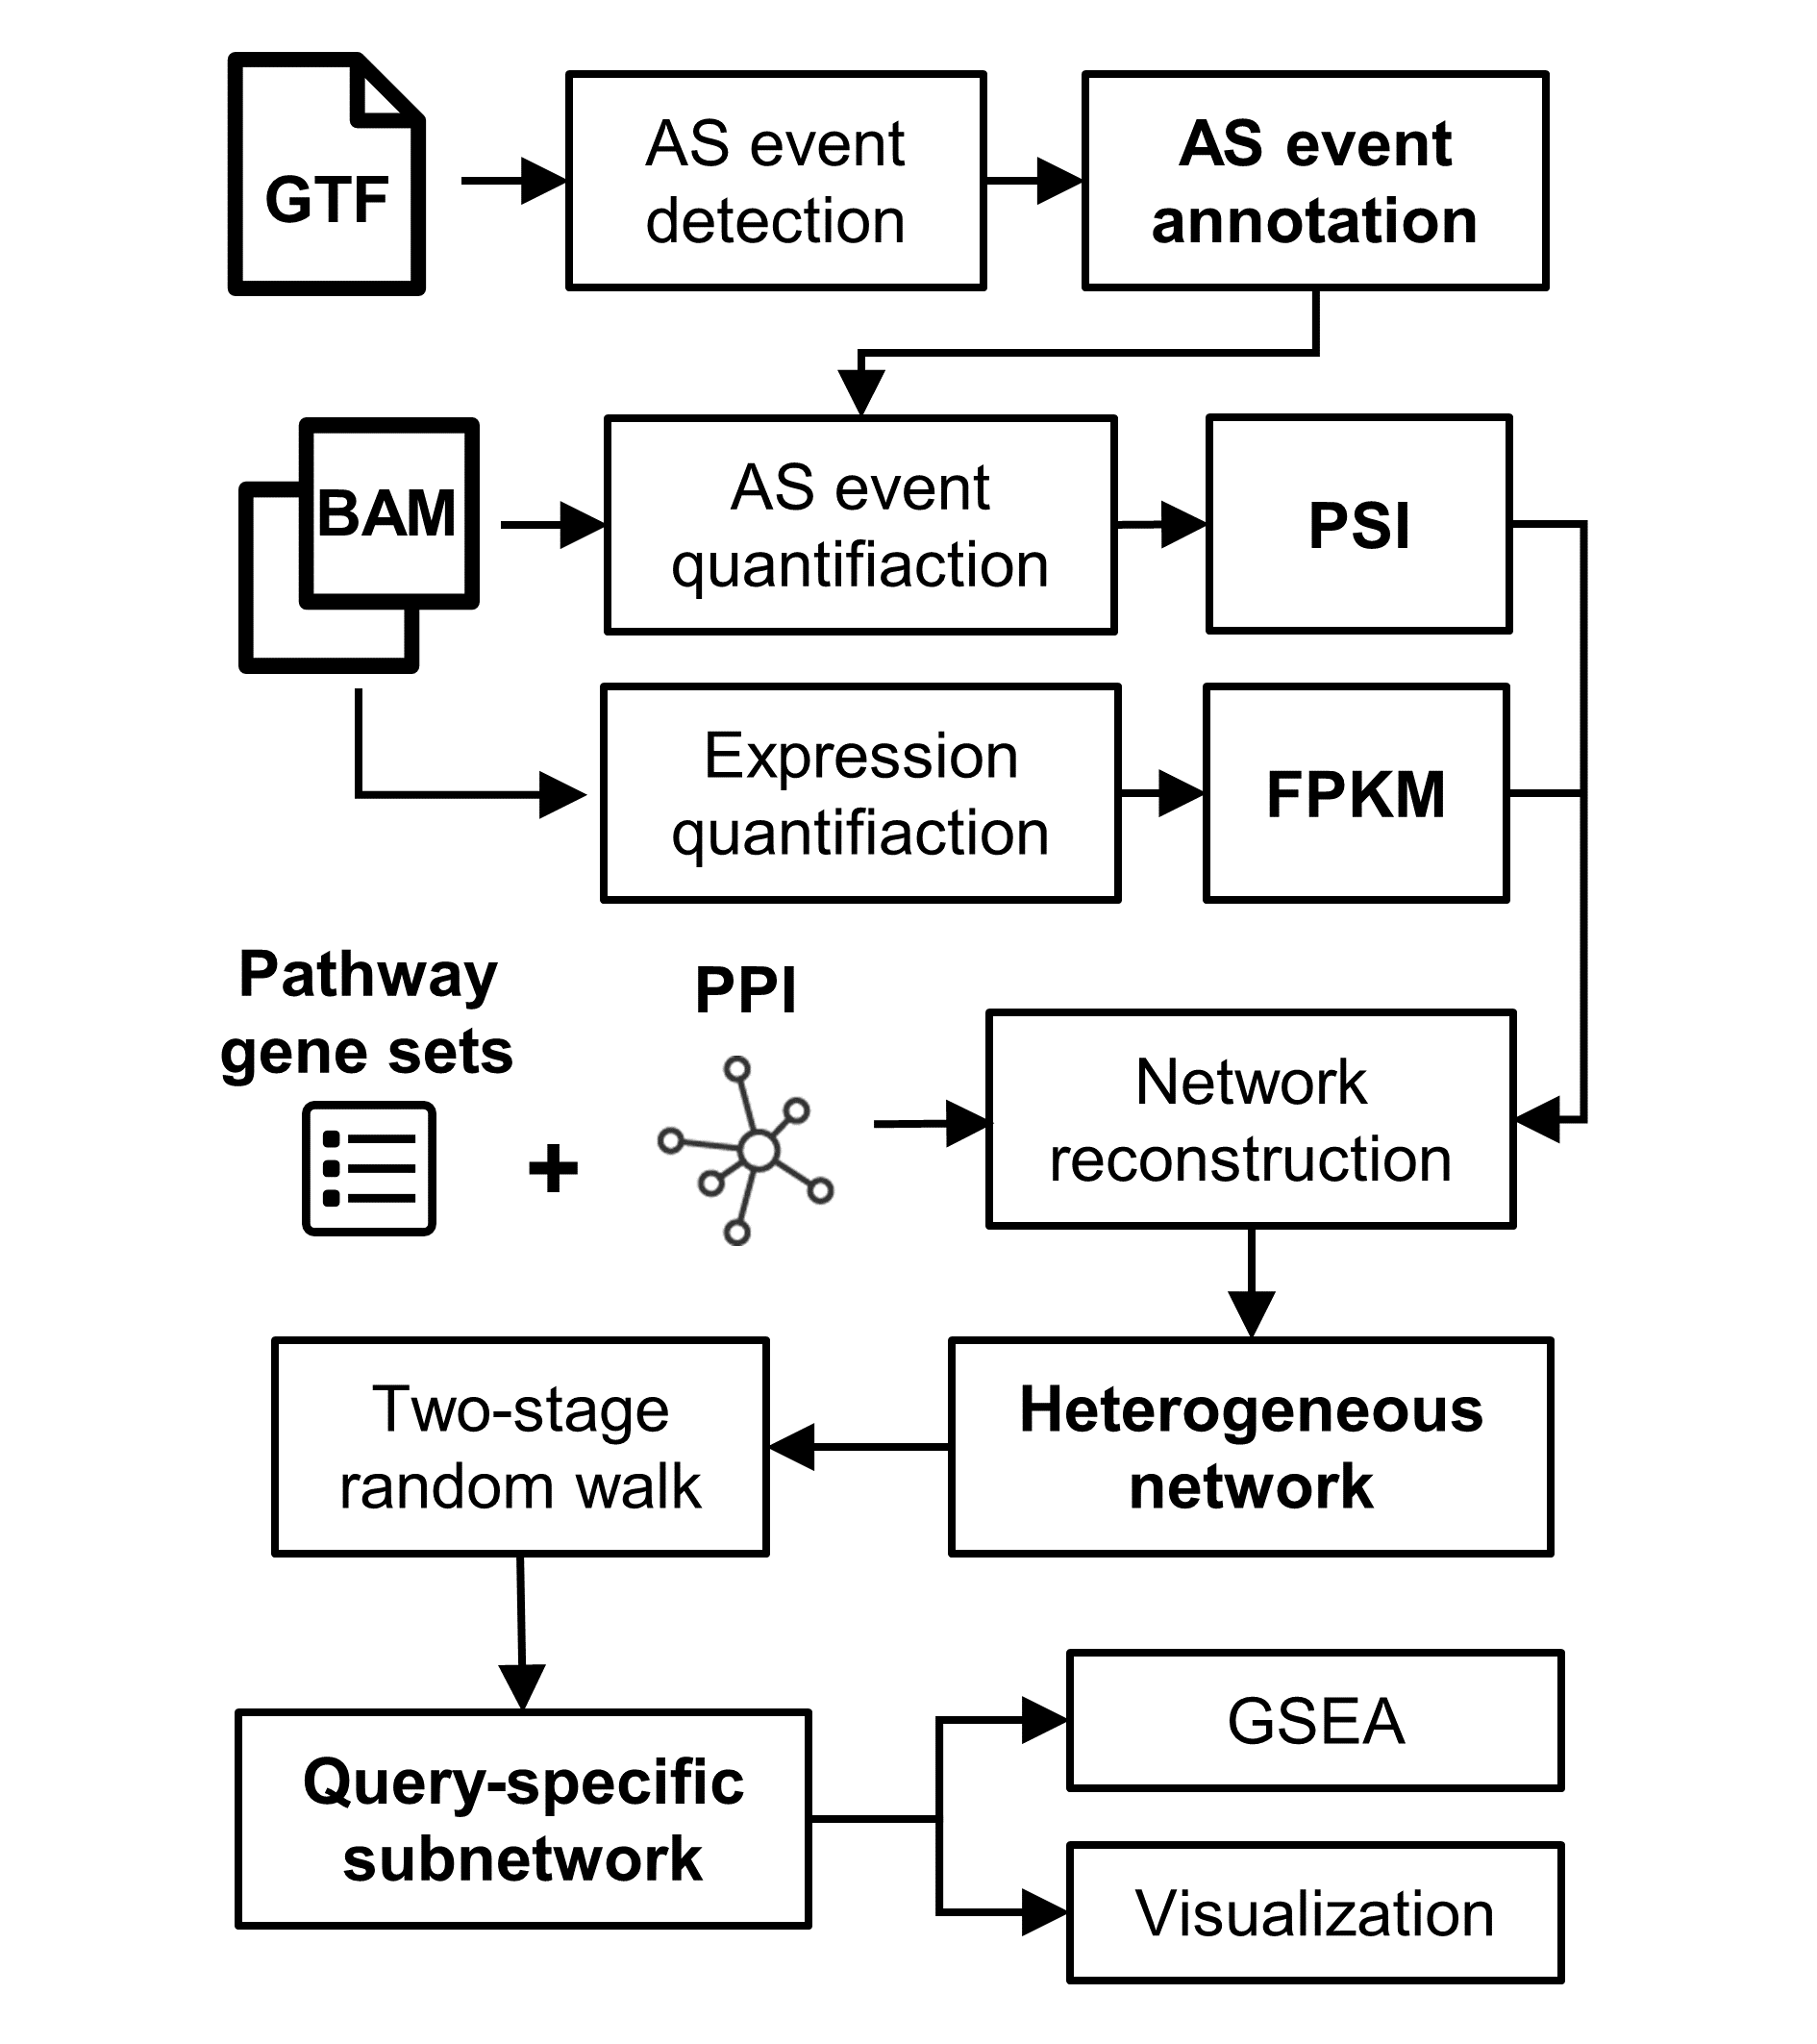 GTF
AS event
detection
AS event
annotation
BAM
AS event
quantifiaction
PSI
Expression
quantifiaction
FPKM
Pathway
gene sets
PPI
+
Network
reconstruction
Two-stage
random walk
Heterogeneous
network
Query-specific
subnetwork
GSEA
Visualization